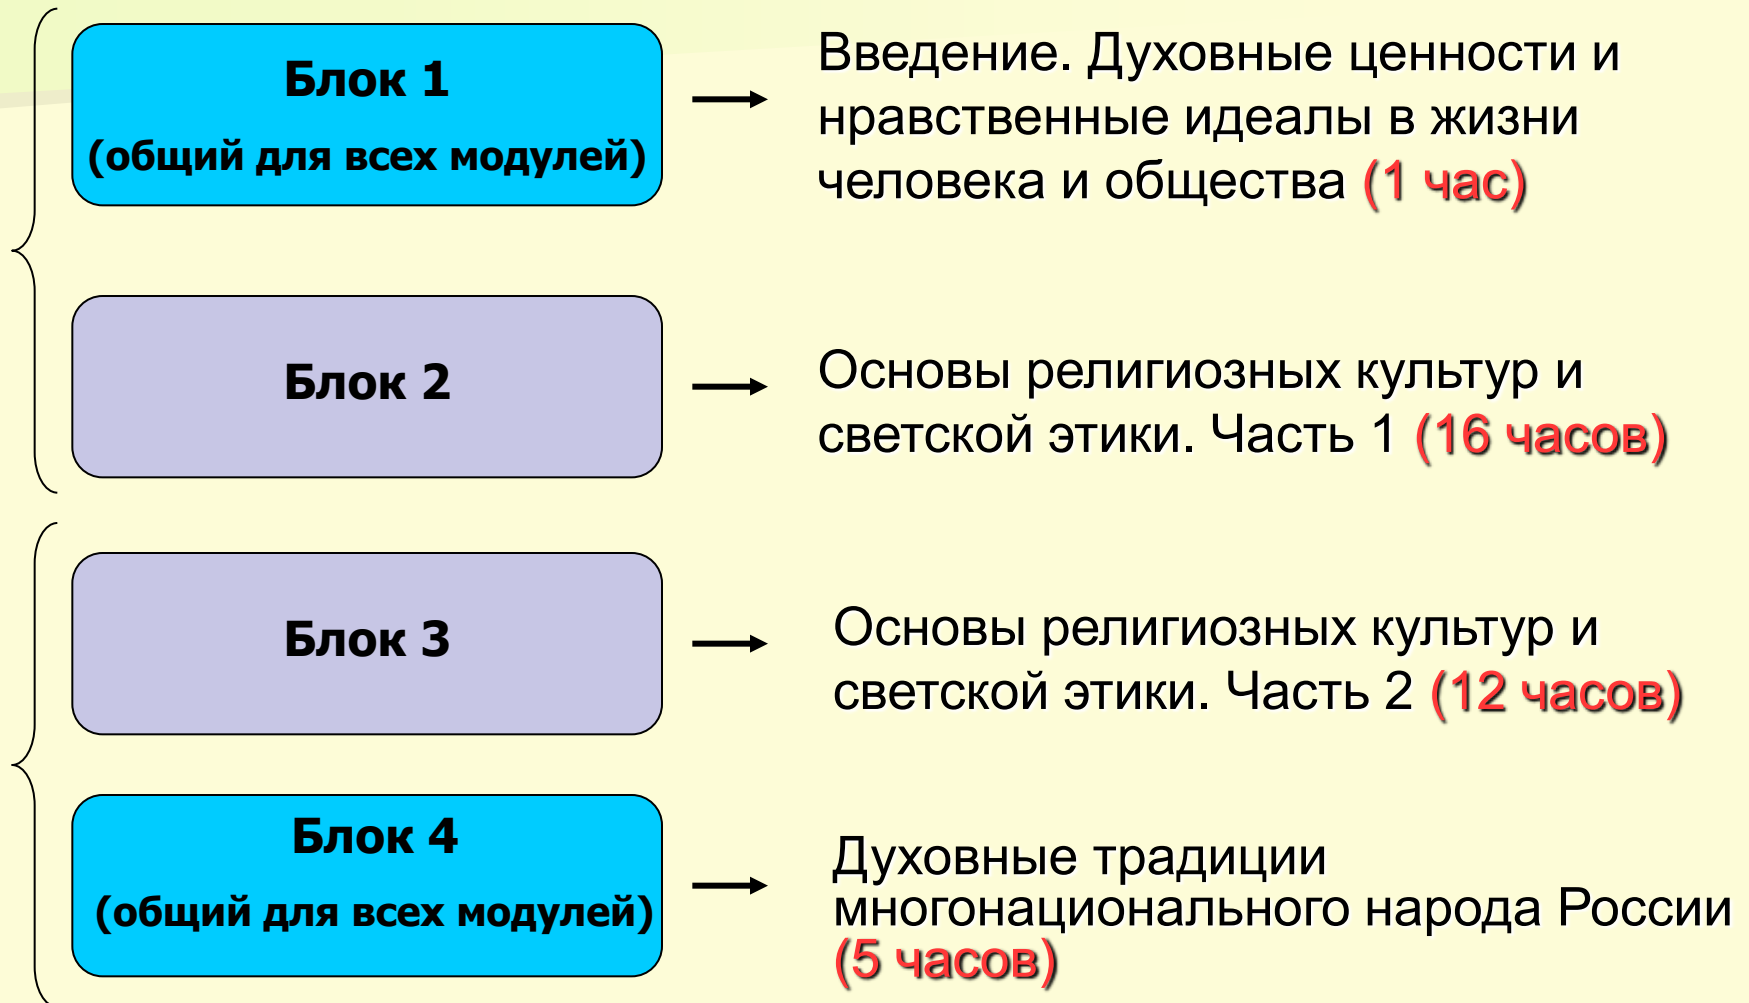 Блок 1
(общий для всех модулей)
Введение. Духовные ценности и
нравственные идеалы в жизни
человека и общества (1 час)
Блок 2
Основы религиозных культур и
светской этики. Часть 1 (16 часов)
Блок 3
Основы религиозных культур и
светской этики. Часть 2 (12 часов)
Блок 4
(общий для всех модулей)
Духовные традиции
многонационального народа России
(5 часов)